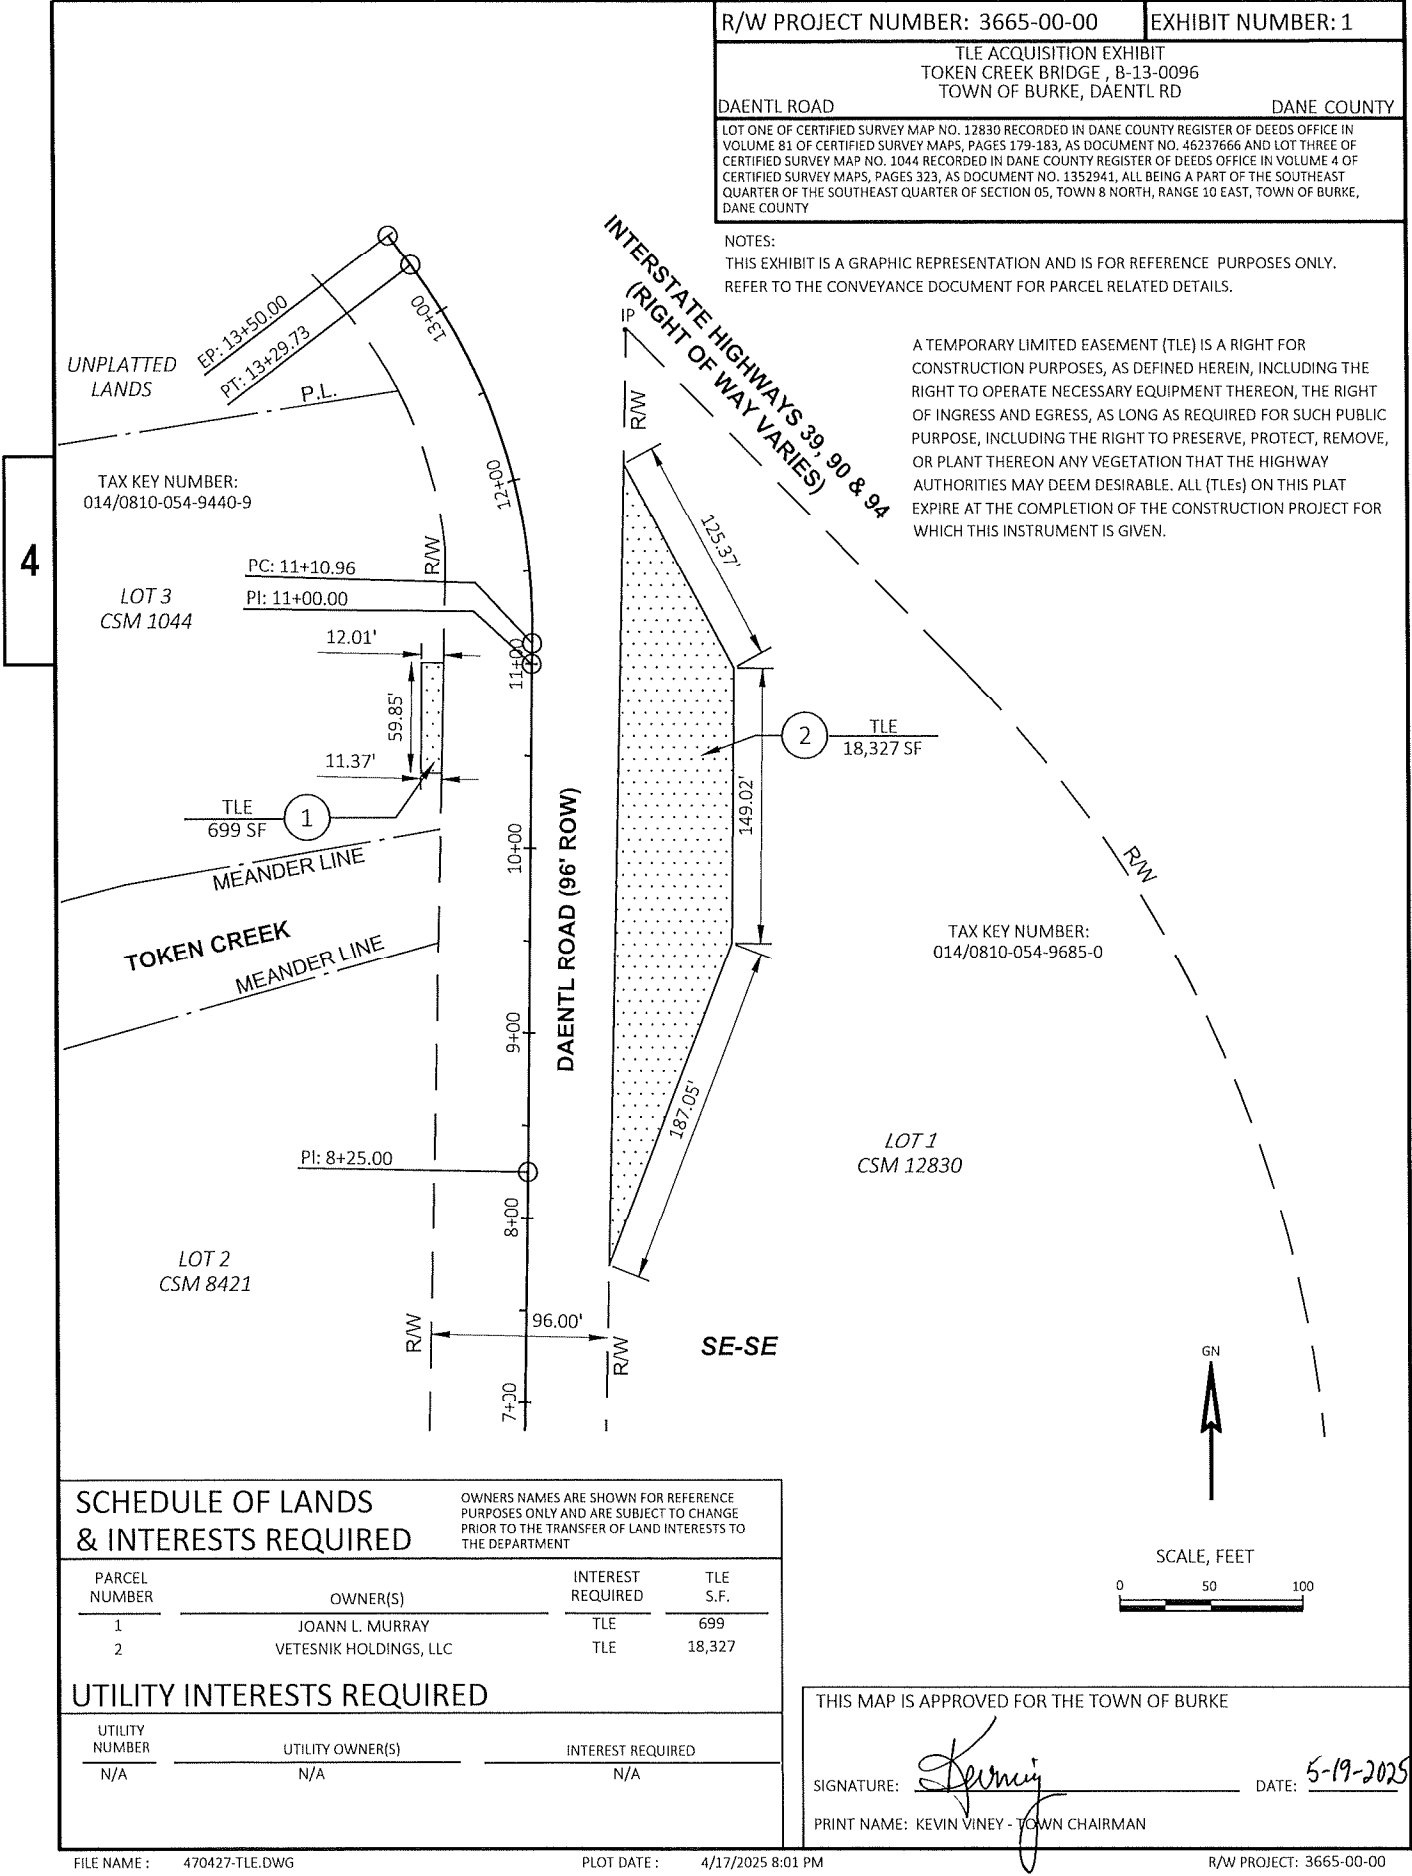 R/W PROJECT NUMBER: 3665-00-00
EXHIBIT NUMBER: 1
TLE ACQUISITION EXHIBIT
TOKEN CREEK BRIDGE , B-13-0096
TOWN OF BURKE, DAENTL RD
DAENTL ROAD
DANE COUNTY
LOT ONE OF CERTIFIED SURVEY MAP NO. 12830 RECORDED IN DANE COUNTY REGISTER OF DEEDS OFFICE IN
VOLUME 81 OF CERTIFIED SURVEY MAPS, PAGES 179-183, AS DOCUMENT NO. 46237666 AND LOT THREE OF
CERTIFIED SURVEY MAP NO. 1044 RECORDED IN DANE COUNTY REGISTER OF DEEDS OFFICE IN VOLUME 4 OF
CERTIFIED SURVEY MAPS, PAGES 323, AS DOCUMENT NO. 1352941, ALL BEING A PART OF THE SOUTHEAST
QUARTER OF THE SOUTHEAST QUARTER OF SECTION 05, TOWN 8 NORTH, RANGE 10 EAST, TOWN OF BURKE,
DANE COUNTY
NOTES:
THIS EXHIBIT IS A GRAPHIC REPRESENTATION AND IS FOR REFERENCE PURPOSES ONLY.
REFER TO THE CONVEYANCE DOCUMENT FOR PARCEL RELATED DETAILS.
A TEMPORARY LIMITED EASEMENT (TLE) IS A RIGHT FOR
CONSTRUCTION PURPOSES, AS DEFINED HEREIN, INCLUDING THE
RIGHT TO OPERATE NECESSARY EQUIPMENT THEREON, THE RIGHT
OF INGRESS AND EGRESS, AS LONG AS REQUIRED FOR SUCH PUBLIC
PURPOSE, INCLUDING THE RIGHT TO PRESERVE, PROTECT, REMOVE,
OR PLANT THEREON ANY VEGETATION THAT THE HIGHWAY
AUTHORITIES MAY DEEM DESIRABLE. ALL (TLEs) ON THIS PLAT
EXPIRE AT THE COMPLETION OF THE CONSTRUCTION PROJECT FOR
WHICH THIS INSTRUMENT IS GIVEN.
INTERSTATE HIGHWAYS 39, 90 & 94
(RIGHT OF WAY VARIES)
IP
R/W
EP: 13+50.00
PT: 13+29.73
13+00
UNPLATTED
LANDS
P.L.
TAX KEY NUMBER:
014/0810-054-9440-9
12+00
R/W
125.37'
4
PC: 11+10.96
PI: 11+00.00
LOT 3
CSM 1044
12.01'
11+00
59.85'
11.37'
2
TLE
18,327 SF
149.02'
TLE
699 SF
1
10+00
MEANDER LINE
TOKEN CREEK
MEANDER LINE
DAENTL ROAD (96' ROW)
R/W
TAX KEY NUMBER:
014/0810-054-9685-0
9+00
187.05'
PI: 8+25.00
LOT 1
CSM 12830
8+00
LOT 2
CSM 8421
R/W
96.00'
R/W
SE-SE
7+00
GN
SCALE, FEET
0 50 100
SCHEDULE OF LANDS
& INTERESTS REQUIRED
OWNERS NAMES ARE SHOWN FOR REFERENCE
PURPOSES ONLY AND ARE SUBJECT TO CHANGE
PRIOR TO THE TRANSFER OF LAND INTERESTS TO
THE DEPARTMENT
PARCEL
NUMBER
OWNER(S)
INTEREST
REQUIRED
TLE
S.F.
1 JOANN L. MURRAY TLE 699
2 VETESNIK HOLDINGS, LLC TLE 18,327
UTILITY INTERESTS REQUIRED
UTILITY
NUMBER
UTILITY OWNER(S)
INTEREST REQUIRED
N/A N/A N/A
THIS MAP IS APPROVED FOR THE TOWN OF BURKE
SIGNATURE:
DATE: 5-19-2025
PRINT NAME: KEVIN VINEY - TOWN CHAIRMAN
FILE NAME : 470427-TLE.DWG
PLOT DATE : 4/17/2025 8:01 PM
R/W PROJECT: 3665-00-00